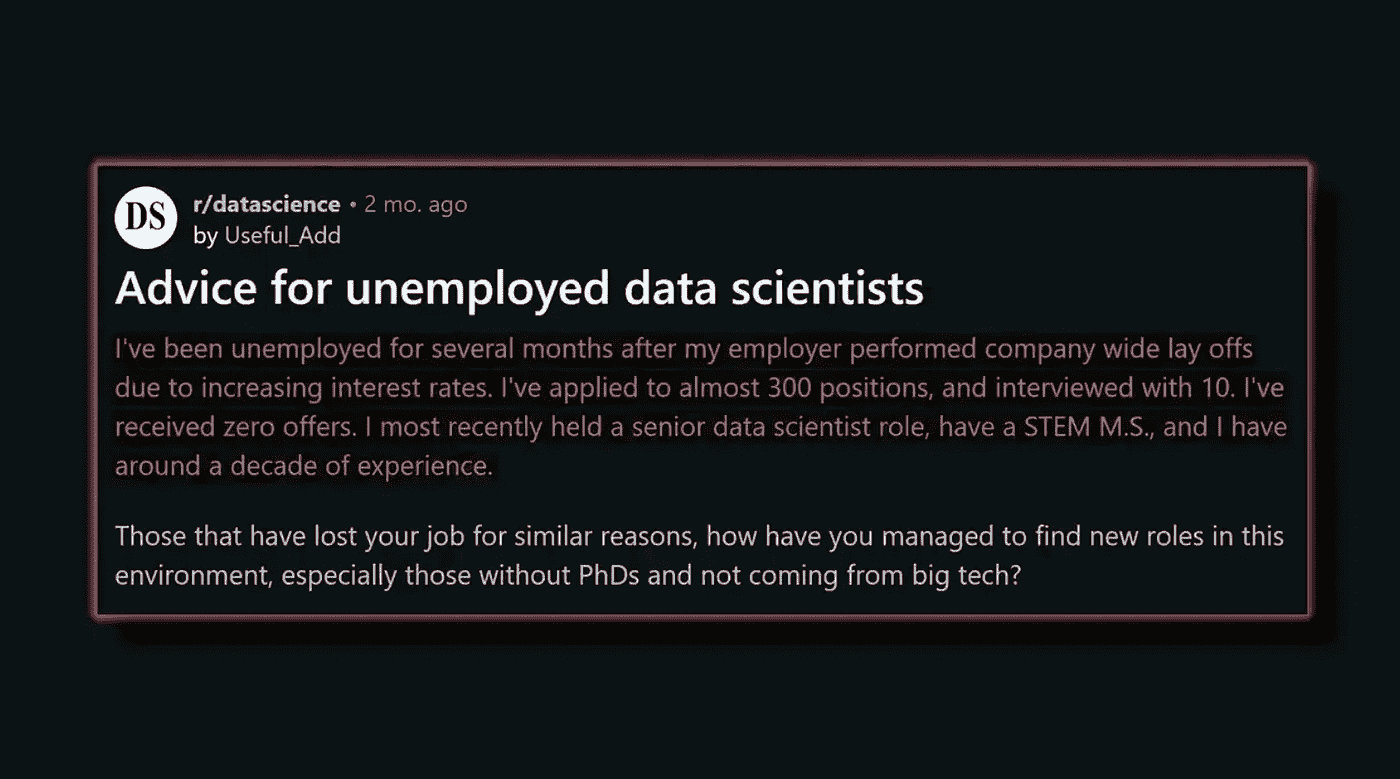 DS
r/datascience • 2 mo. ago
by Useful_Add
Advice for unemployed data scientists
I've been unemployed for several months after my employer performed company wide lay offs
due to increasing interest rates. I've applied to almost 300 positions, and interviewed with 10. I've
received zero offers. I most recently held a senior data scientist role, have a STEM M.S., and I have
around a decade of experience.
Those that have lost your job for similar reasons, how have you managed to find new roles in this
environment, especially those without PhDs and not coming from big tech?